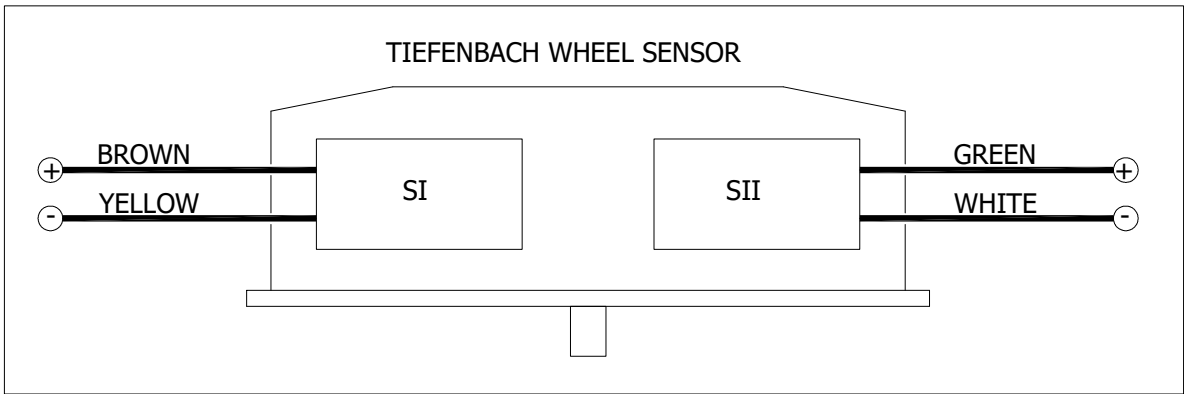 TIEFENBACH WHEEL SENSOR
BROWN
GREEN
+
+
YELLOW
SI
SII
WHITE
-
-